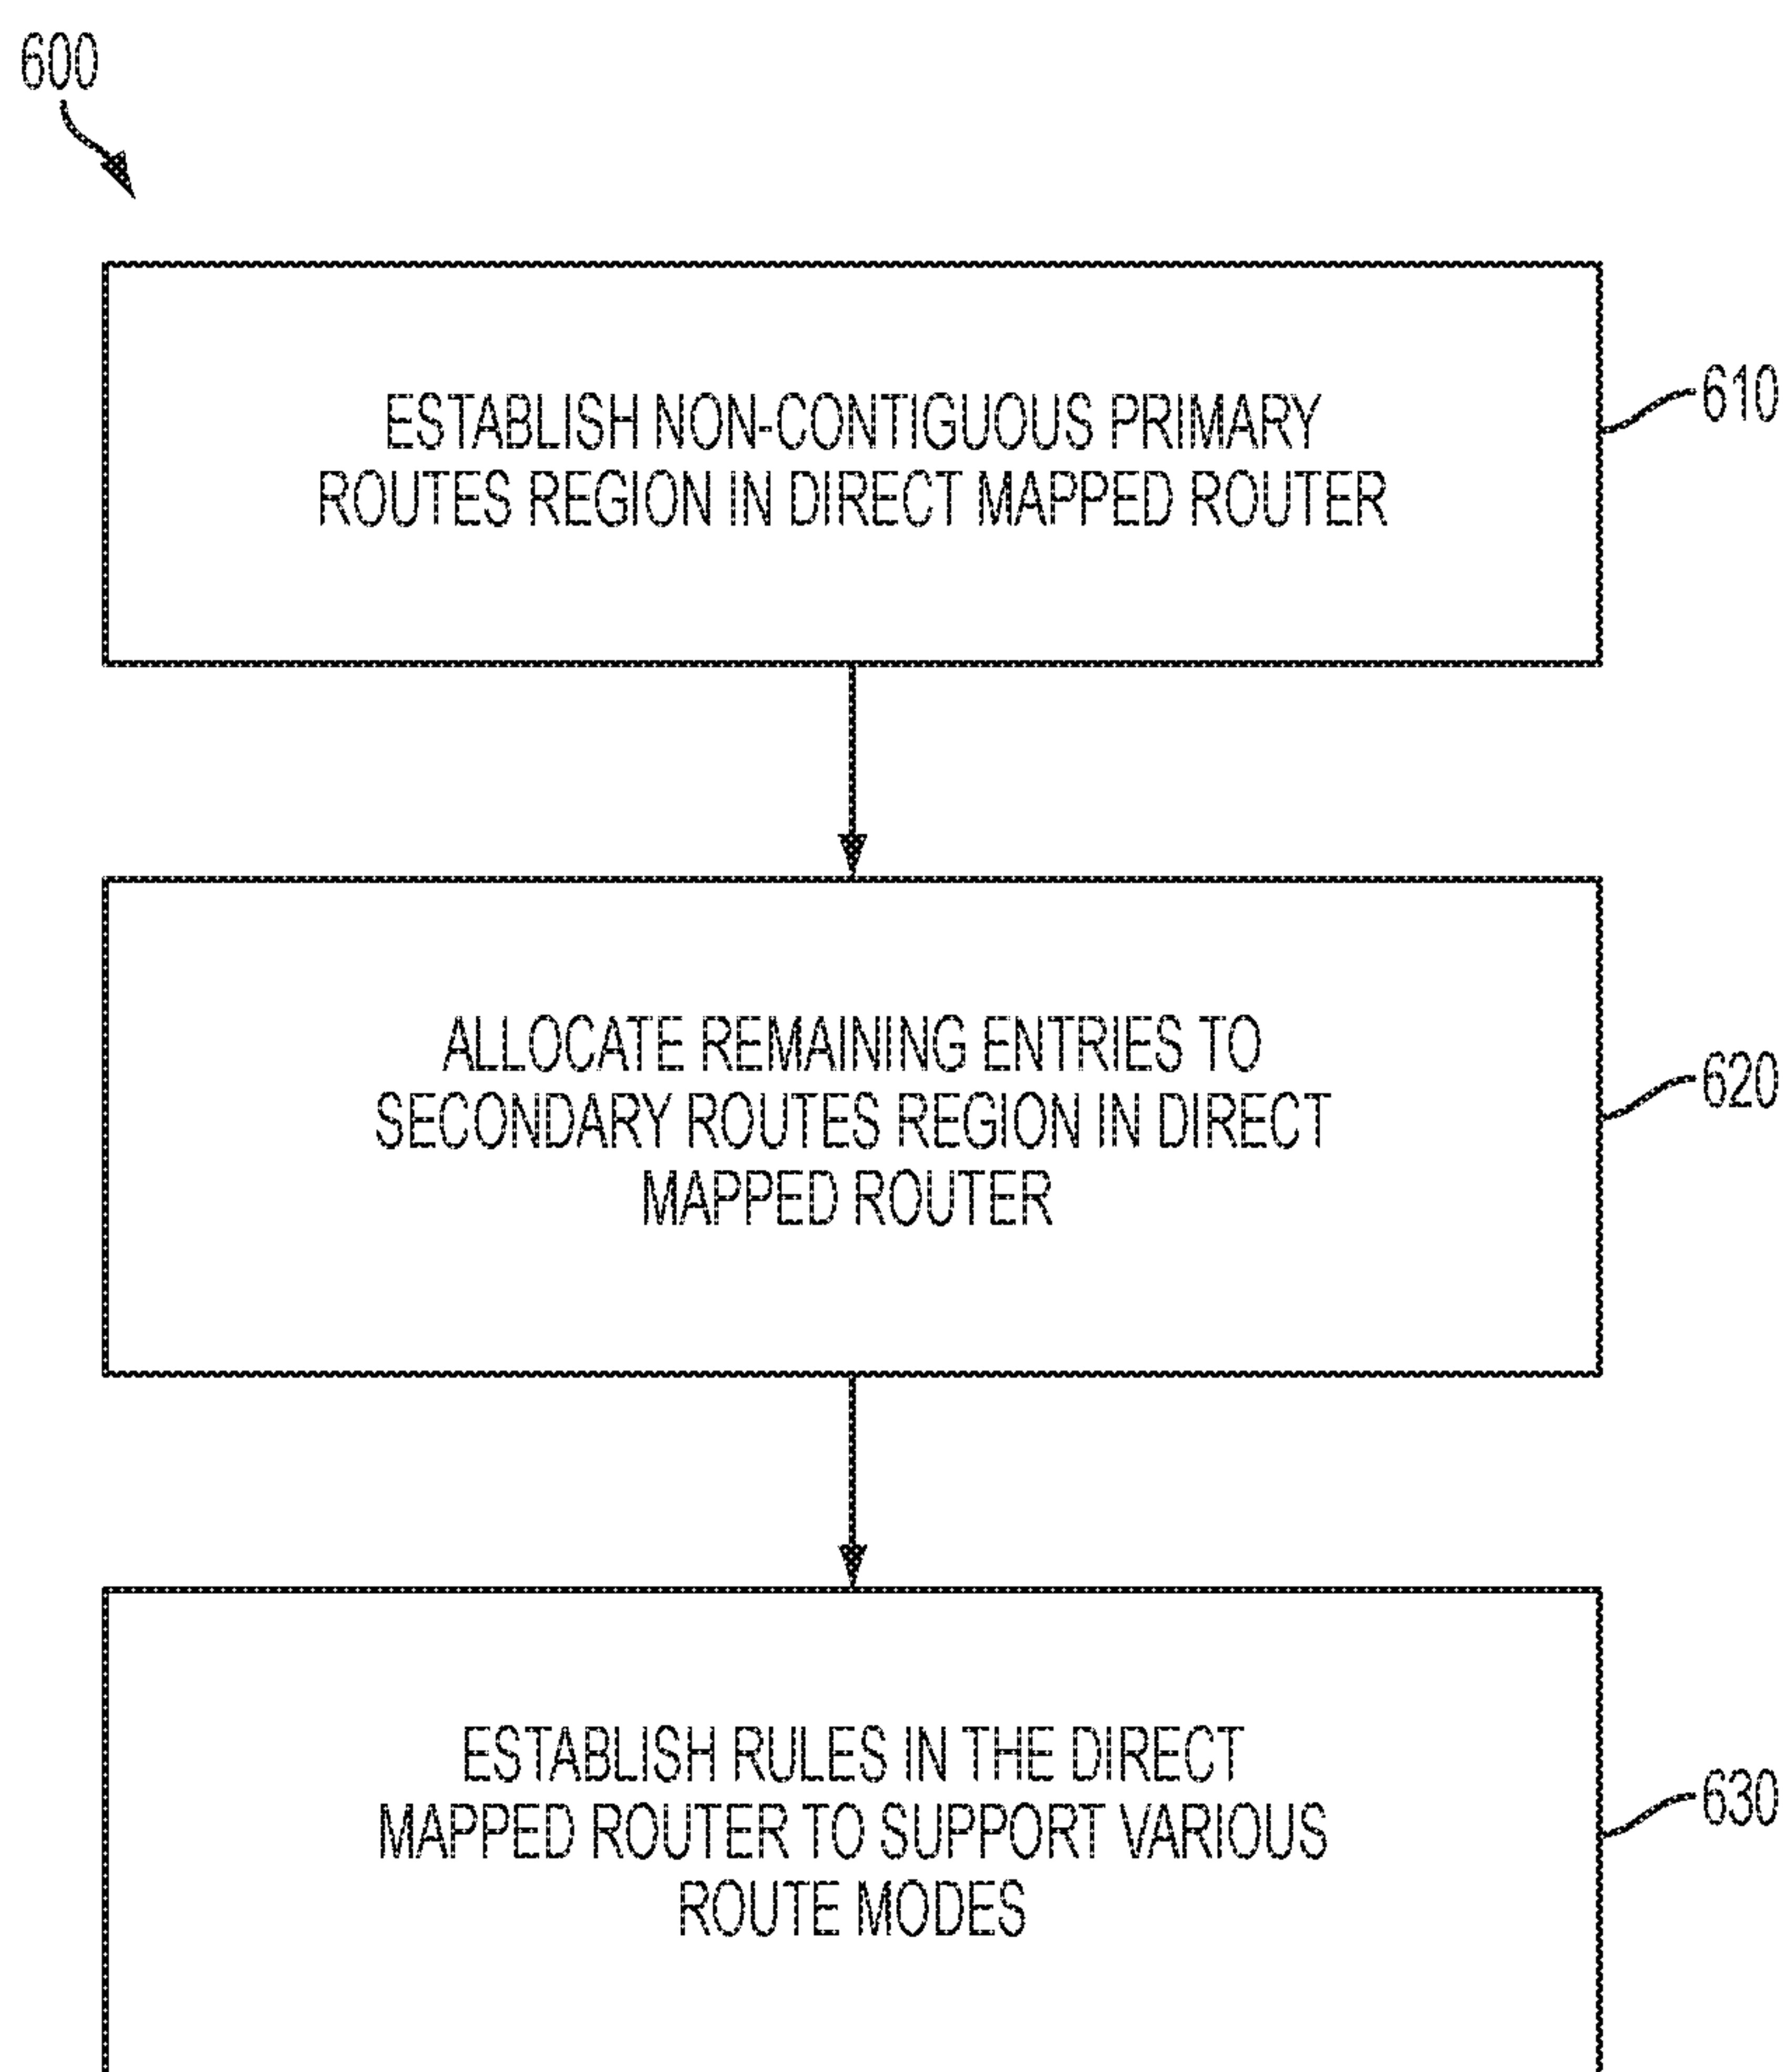 600
ESTABLISH NON-CONTIGUOUS PRIMARY
ROUTES REGION IN DIRECT MAPPED ROUTER
610
ALLOCATE REMAINING ENTRIES TO
SECONDARY ROUTES REGION IN DIRECT
MAPPED ROUTER
620
ESTABLISH RULES IN THE DIRECT
MAPPED ROUTER TO SUPPORT VARIOUS
ROUTE MODES
630